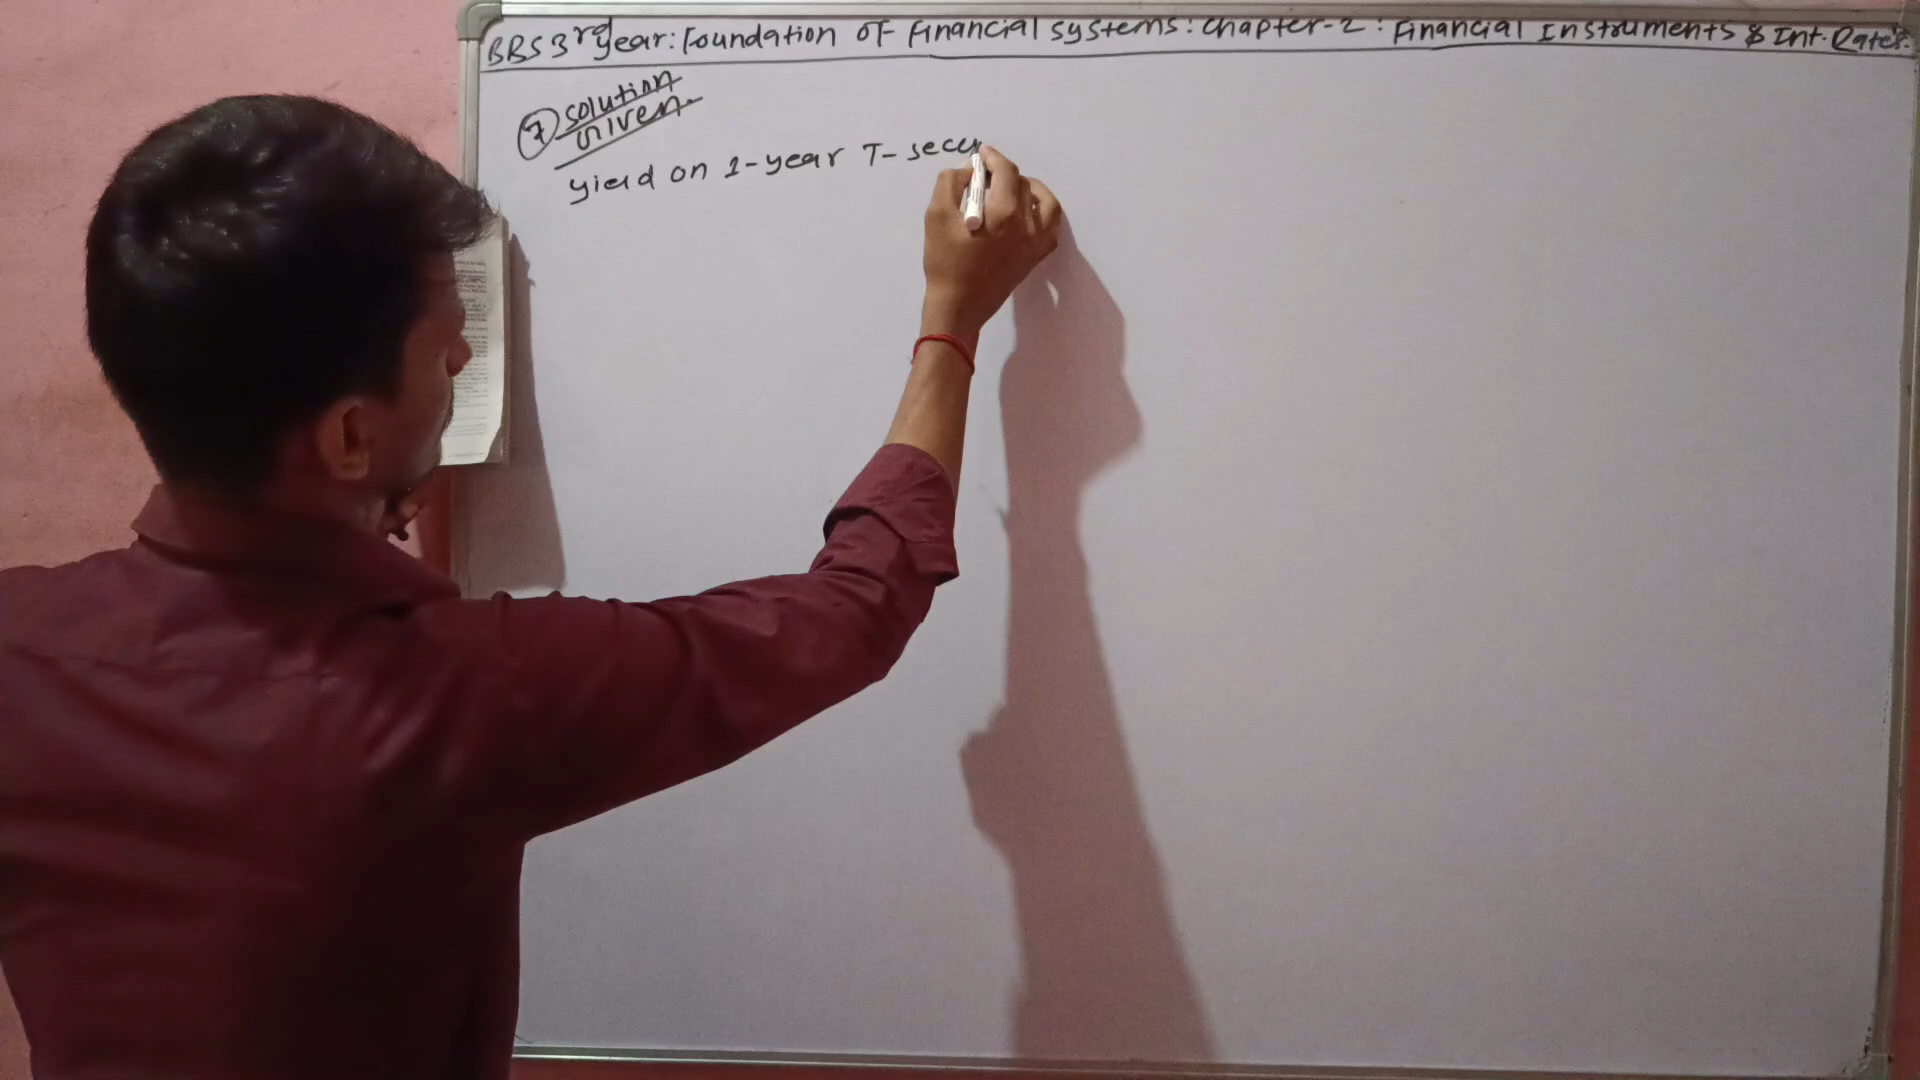 BBS 3rd year: Foundation of Financial systems: chapter-2: Financial Instruments & Int. Rates.
7 solution
Given
yield on 1-year T-secu